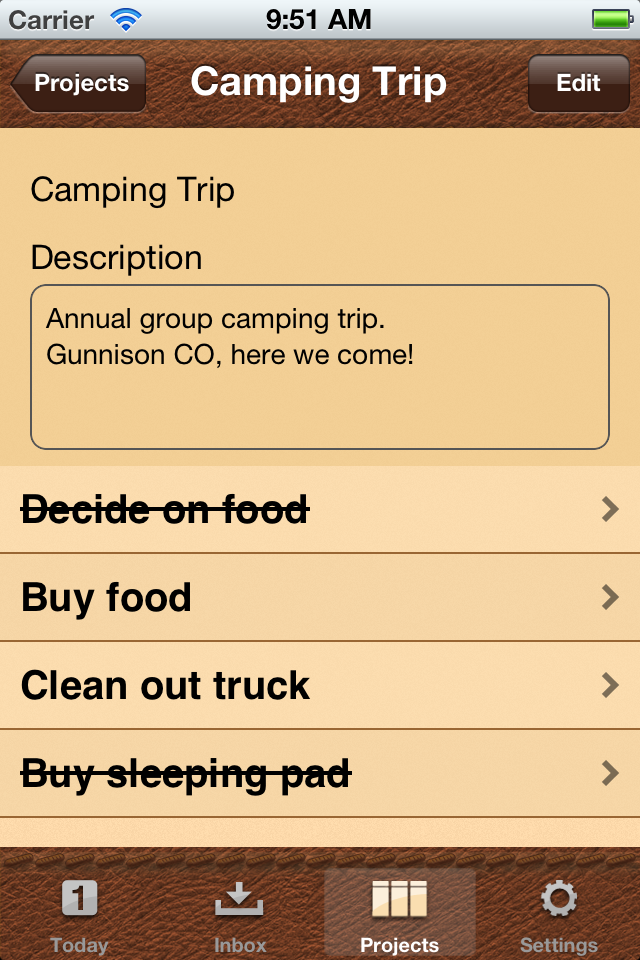 Carrier 9:51 AM
Projects Camping Trip Edit
Camping Trip
Description
Annual group camping trip.
Gunnison CO, here we come!
Decide on food
Buy food
Clean out truck
Buy sleeping pad
1
Today Inbox Projects Settings